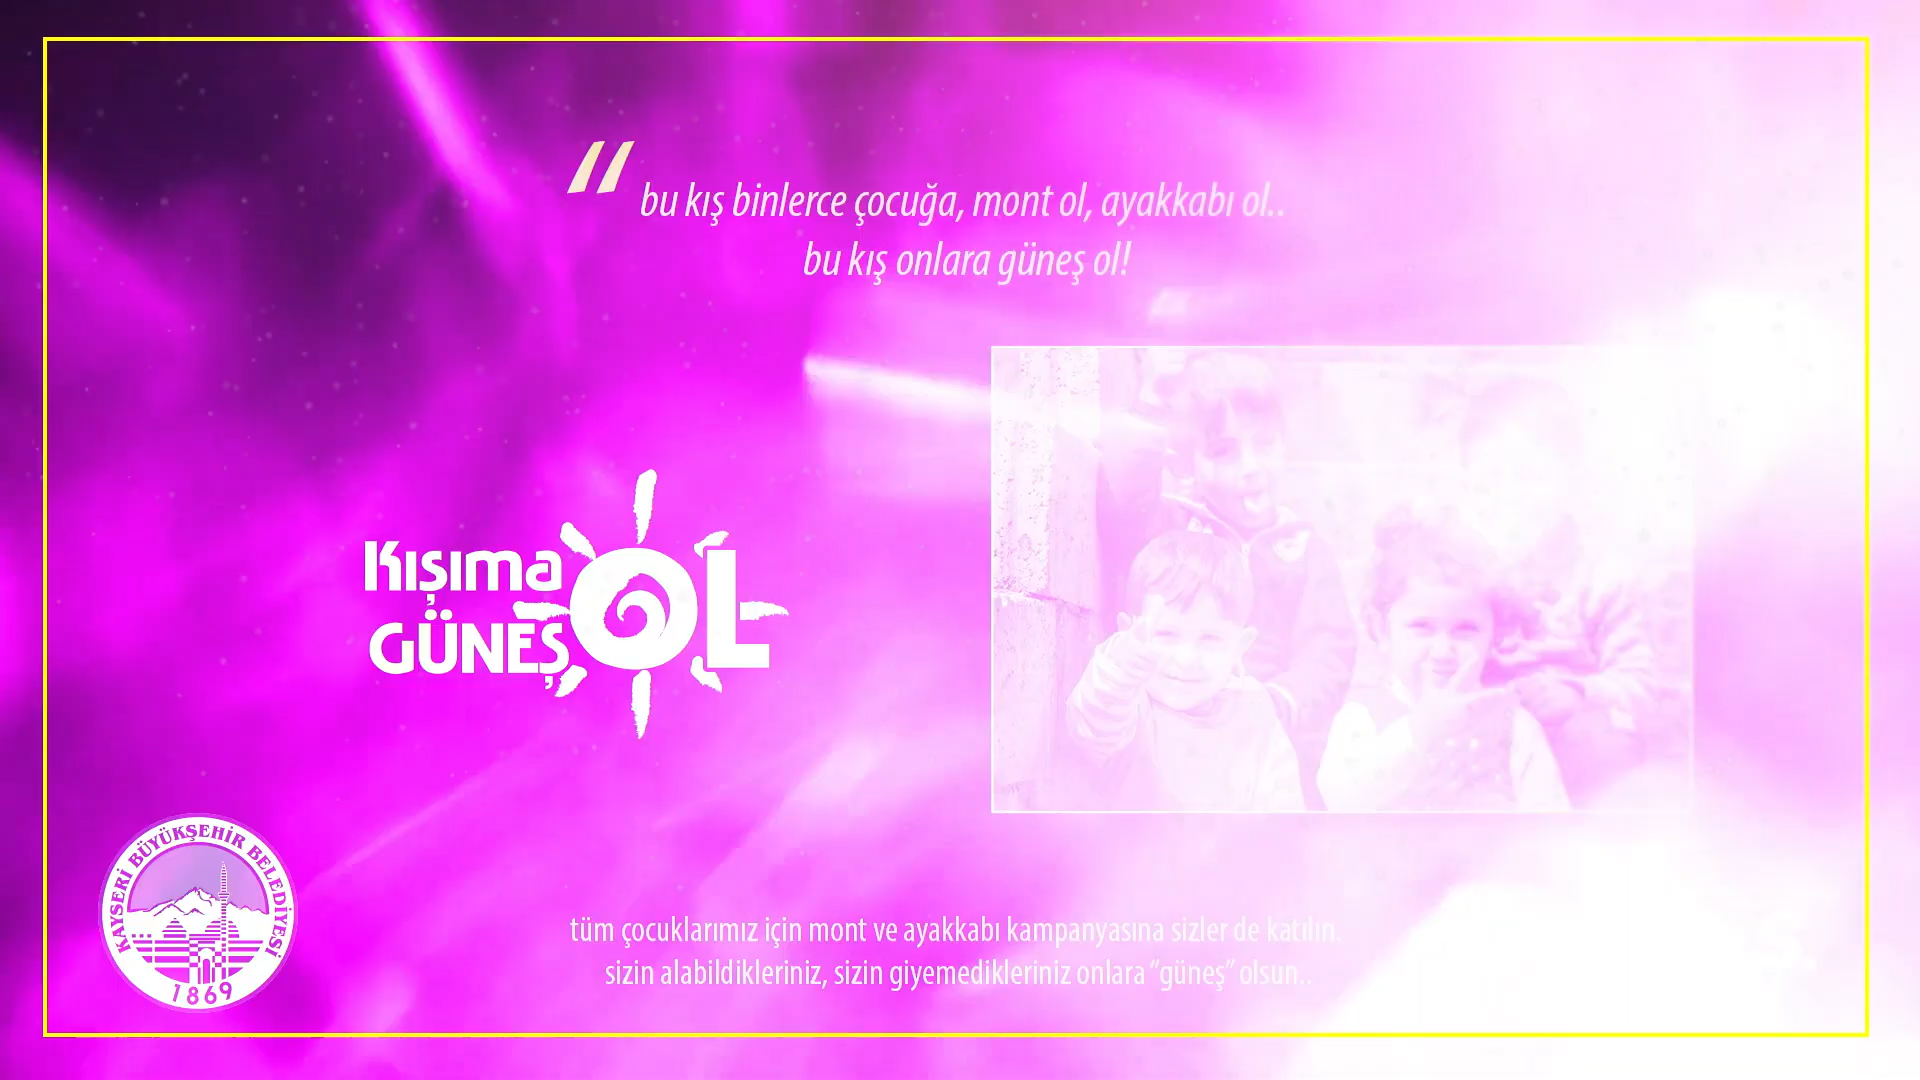 “ bu kış binlerce çocuğa, mont ol, ayakkabı ol..
bu kış onlara güneş ol!
Kışıma
GÜNEŞ OL
KAYSERİ BÜYÜKŞEHİR BELEDİYESİ
1869
tüm çocuklarımız için mont ve ayakkabı kampanyasına sizler de katılın.
sizin alabildikleriniz, sizin giyemedikleriniz onlara “güneş” olsun..